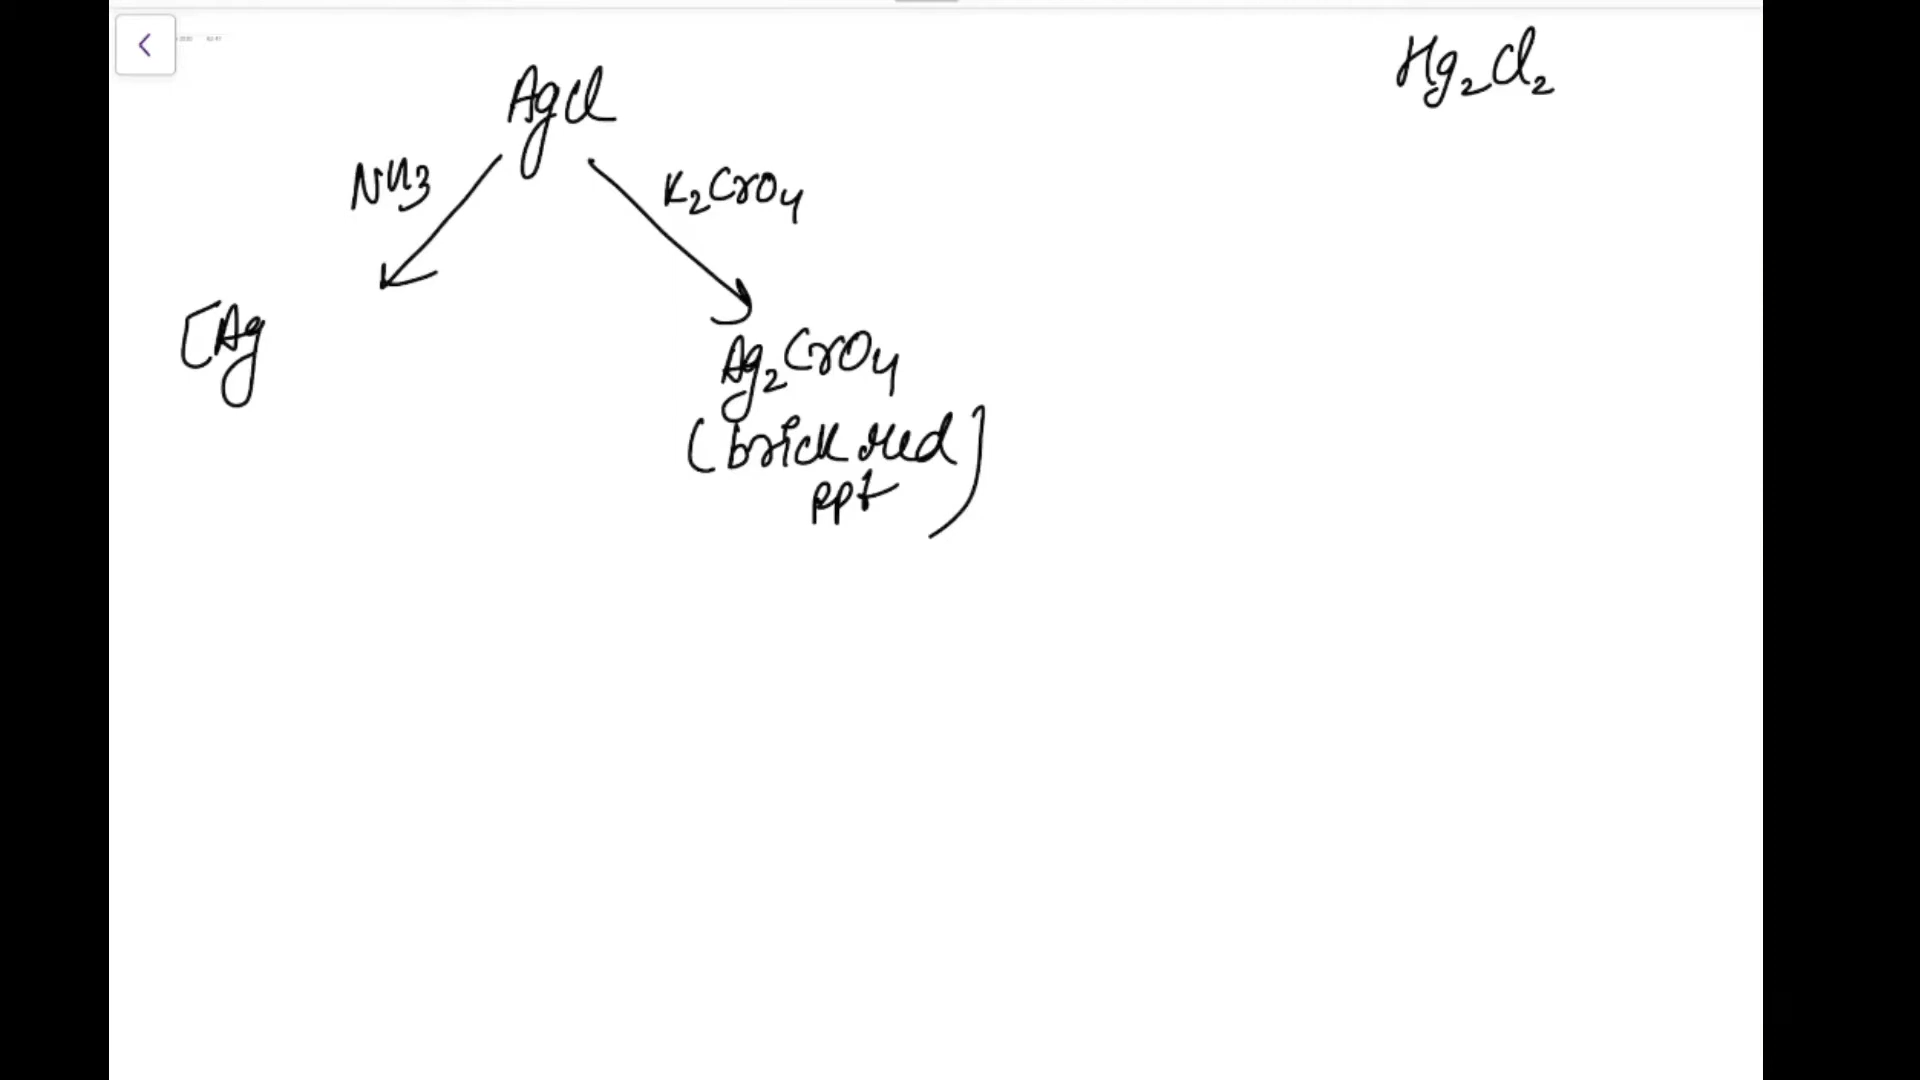 AgCl
Hg₂Cl₂
NH3
K₂CrO₄
[Ag
Ag₂CrO₄
(brick red)
ppt